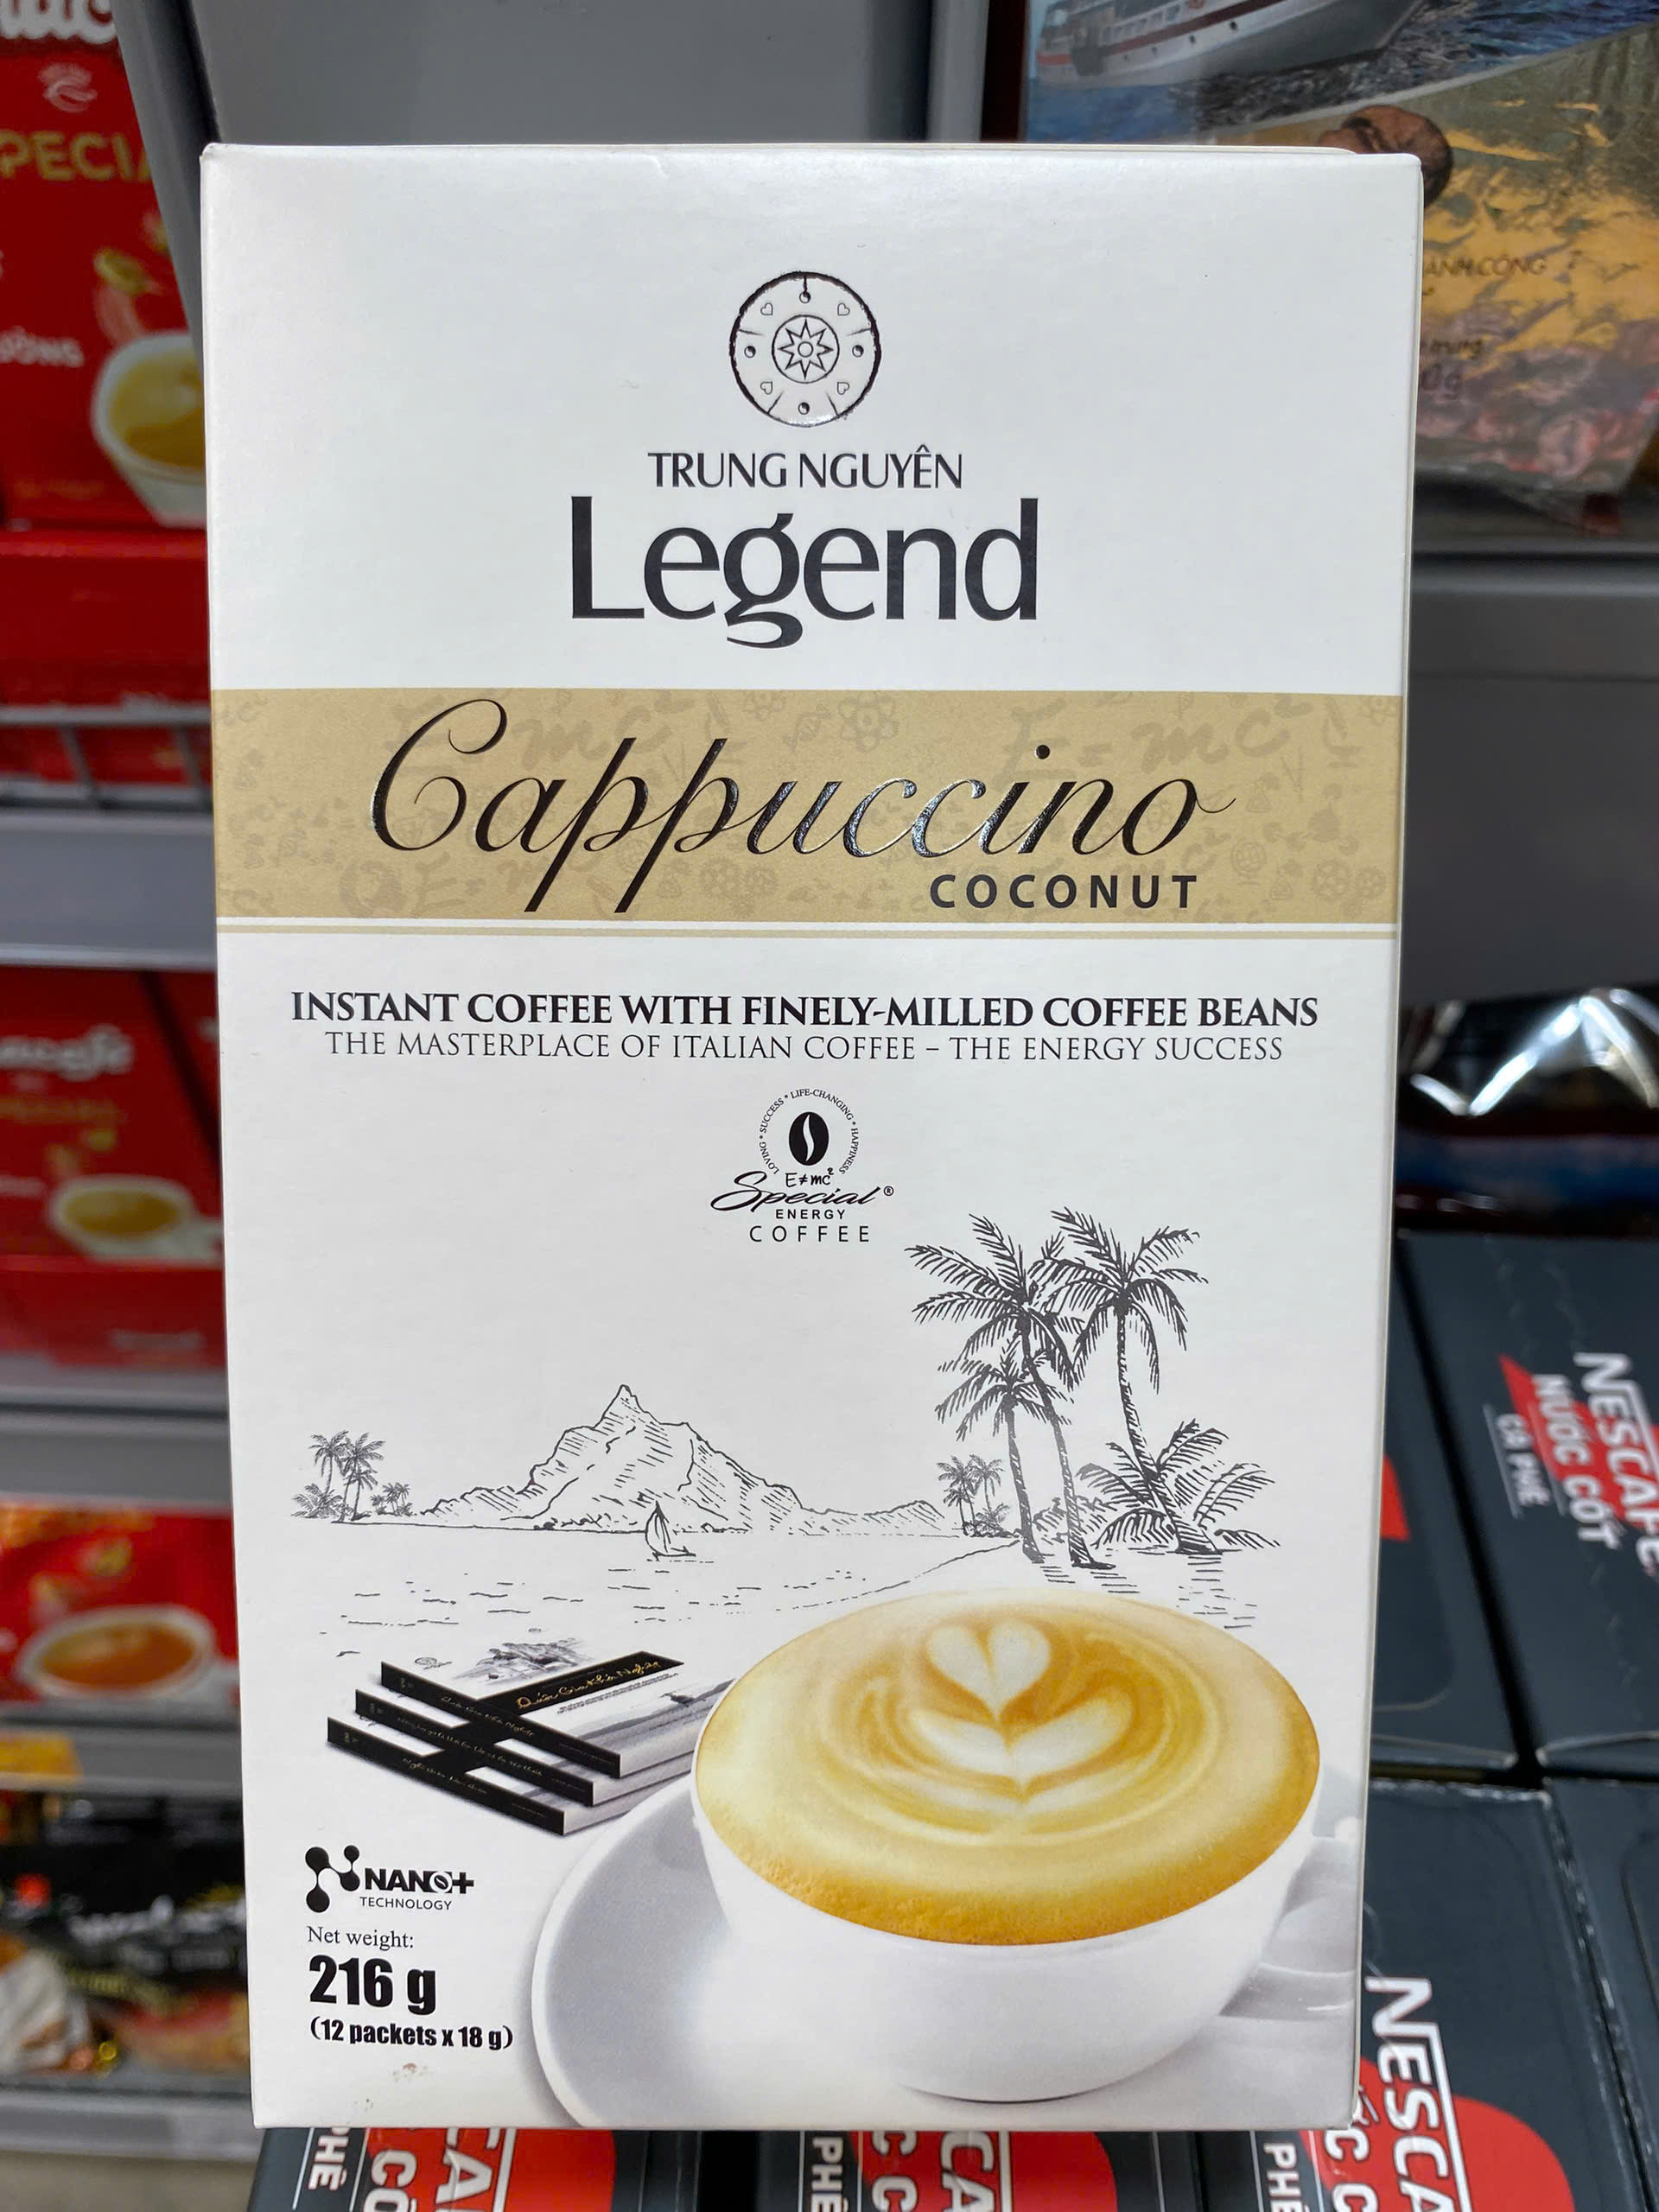 TRUNG NGUYÊN
Legend
Cappuccino
COCONUT
INSTANT COFFEE WITH FINELY-MILLED COFFEE BEANS
THE MASTERPLACE OF ITALIAN COFFEE – THE ENERGY SUCCESS
LOVING * SUCCESS * LIFE-CHANGING * HAPPINESS
E≠mc²
Special ®
ENERGY
COFFEE
NANO+
TECHNOLOGY
Net weight:
216 g
(12 packets x 18 g)
NESCAFÉ
NƯỚC CỐT
CÀ PHÊ
NESCA